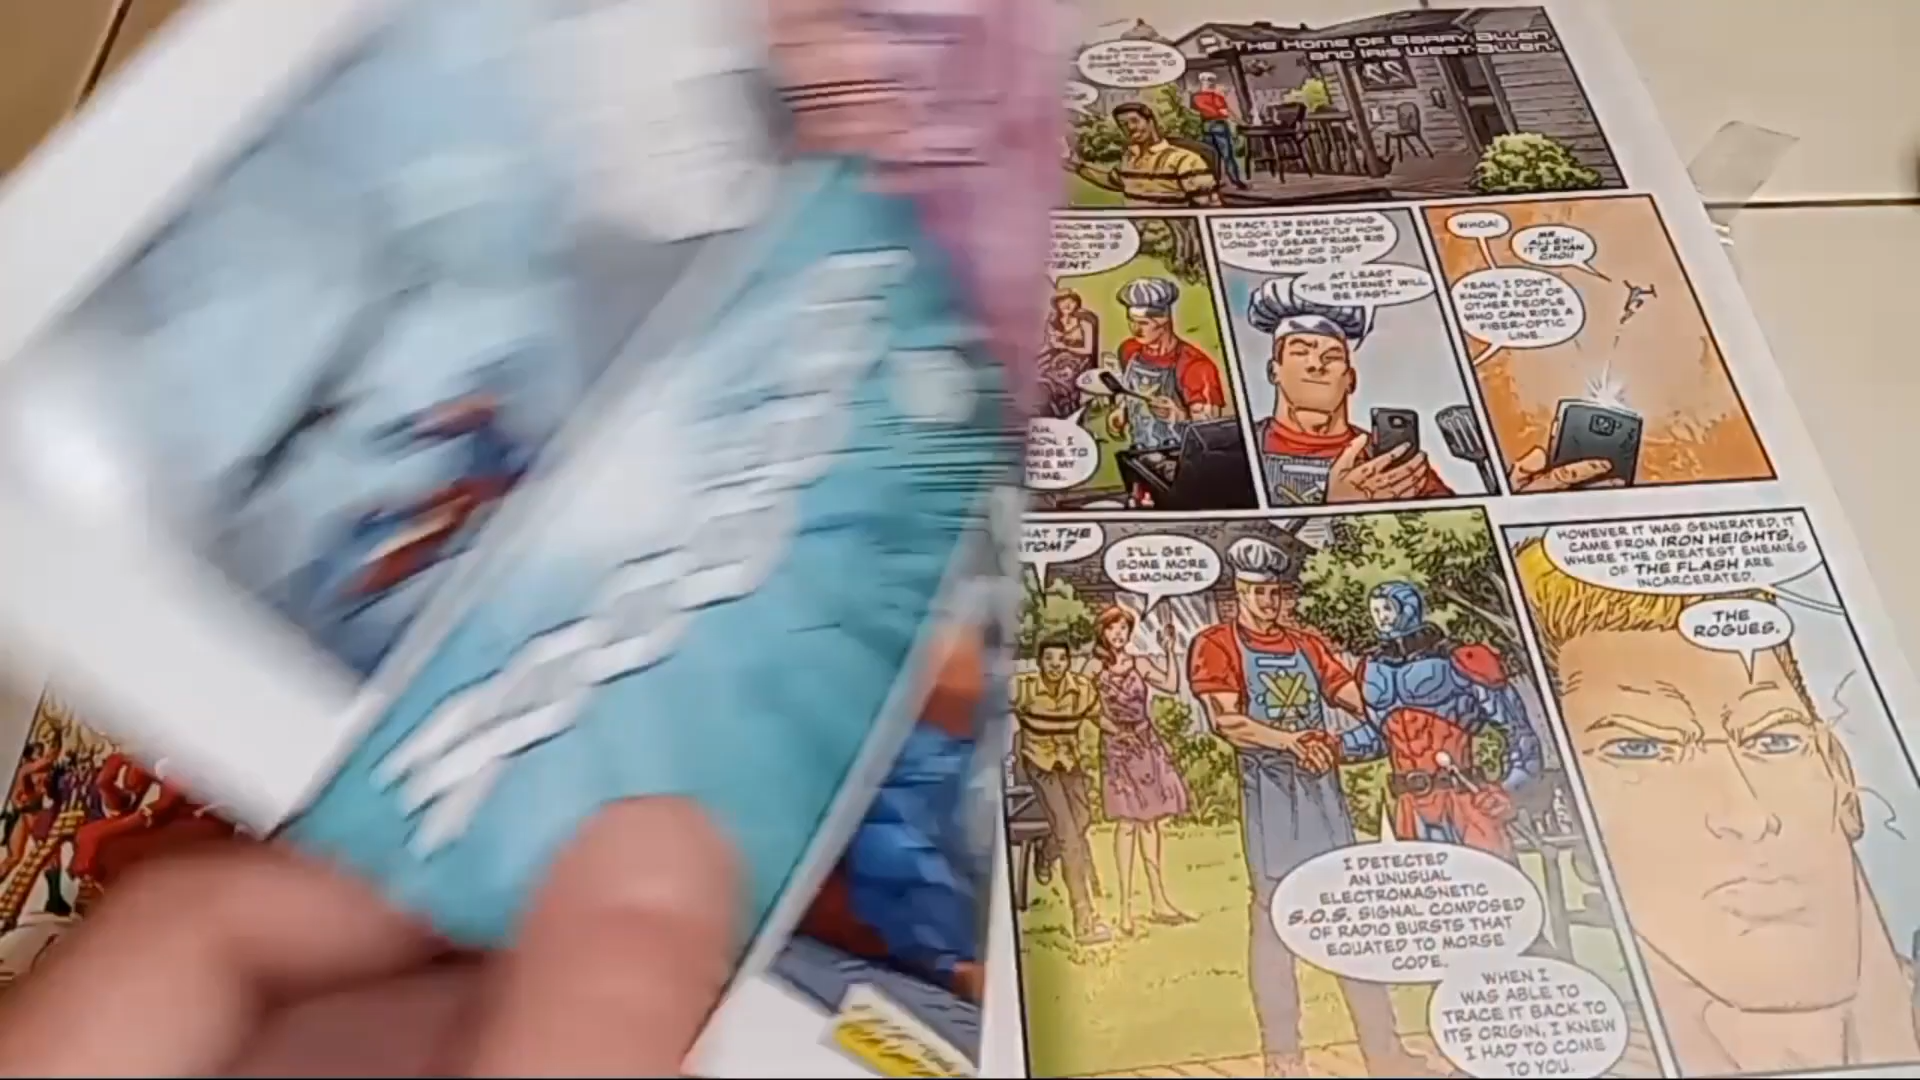 THE HOME OF BARRY ALLEN
AND IRIS WEST-ALLEN.
ALWAYS
BEST TO HAVE
SOMETHING TO
TIDE YOU
OVER.
KNOW HOW
IN FACT, I'M EVEN GOING
TO LOOK UP EXACTLY HOW
LONG TO SEAR PRIME RIB
INSTEAD OF JUST
WINGING IT.
AT LEAST
THE INTERNET WILL
BE FAST--
WHOA!
MR.
ALLEN!
IT'S RYAN
CHOI!
YEAH, I DON'T
KNOW A LOT OF
OTHER PEOPLE
WHO CAN RIDE A
FIBER-OPTIC
LINE.
TIME.
THE
I'LL GET
SOME MORE
LEMONADE.
I DETECTED
AN UNUSUAL
ELECTROMAGNETIC
S.O.S. SIGNAL COMPOSED
OF RADIO BURSTS THAT
EQUATED TO MORSE
CODE.
WHEN I
WAS ABLE TO
TRACE IT BACK TO
ITS ORIGIN, I KNEW
I HAD TO COME
TO YOU.
HOWEVER IT WAS GENERATED, IT
CAME FROM IRON HEIGHTS,
WHERE THE GREATEST ENEMIES
OF THE FLASH ARE
INCARCERATED.
THE
ROGUES.